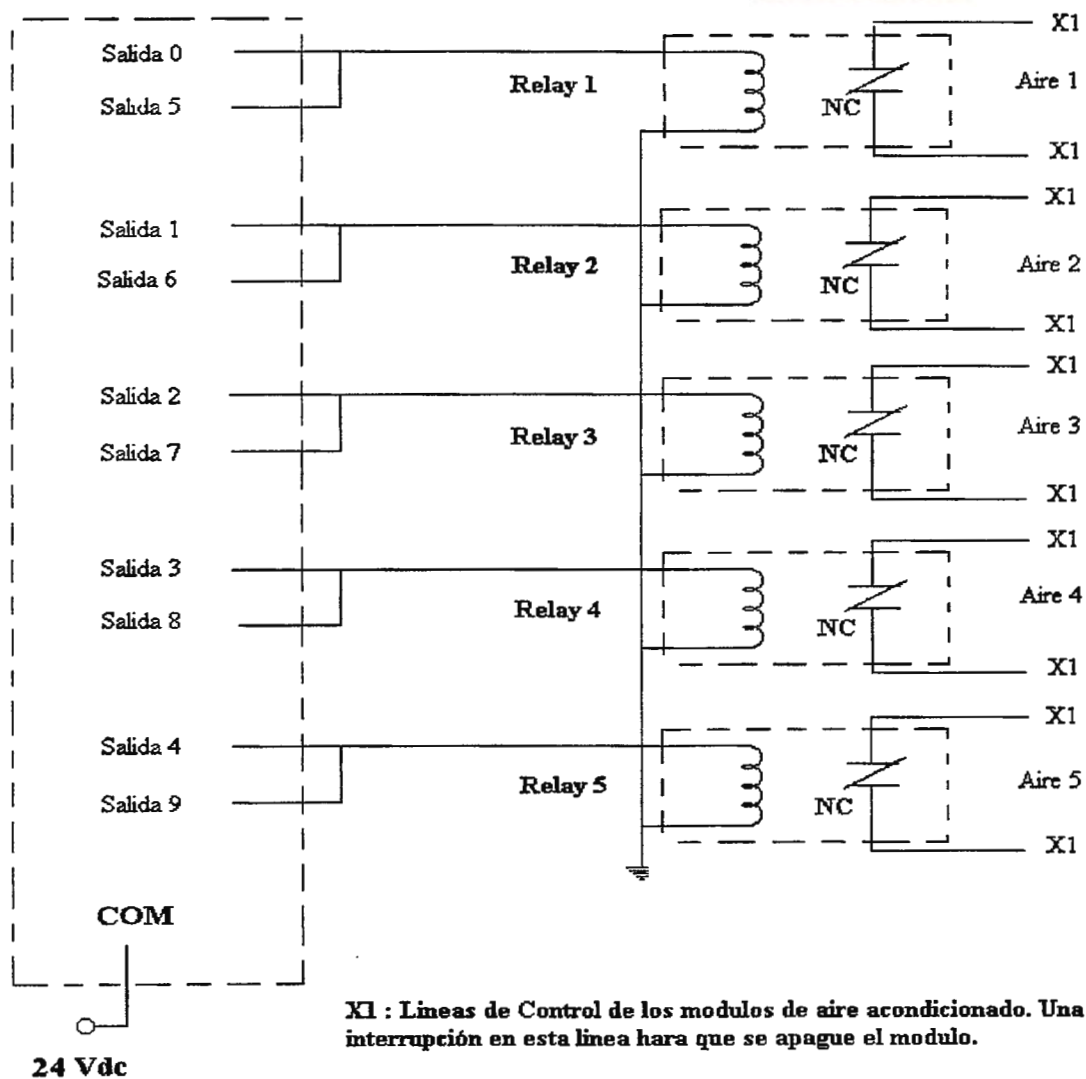 X1
Salida 0
Relay 1
NC
Aire 1
Salida 5
X1
X1
Salida 1
Relay 2
NC
Aire 2
Salida 6
X1
X1
Salida 2
Relay 3
NC
Aire 3
Salida 7
X1
X1
Salida 3
Relay 4
NC
Aire 4
Salida 8
X1
X1
Salida 4
Relay 5
NC
Aire 5
Salida 9
X1
COM
24 Vdc
X1 : Lineas de Control de los modulos de aire acondicionado. Una
interrupción en esta linea hara que se apague el modulo.